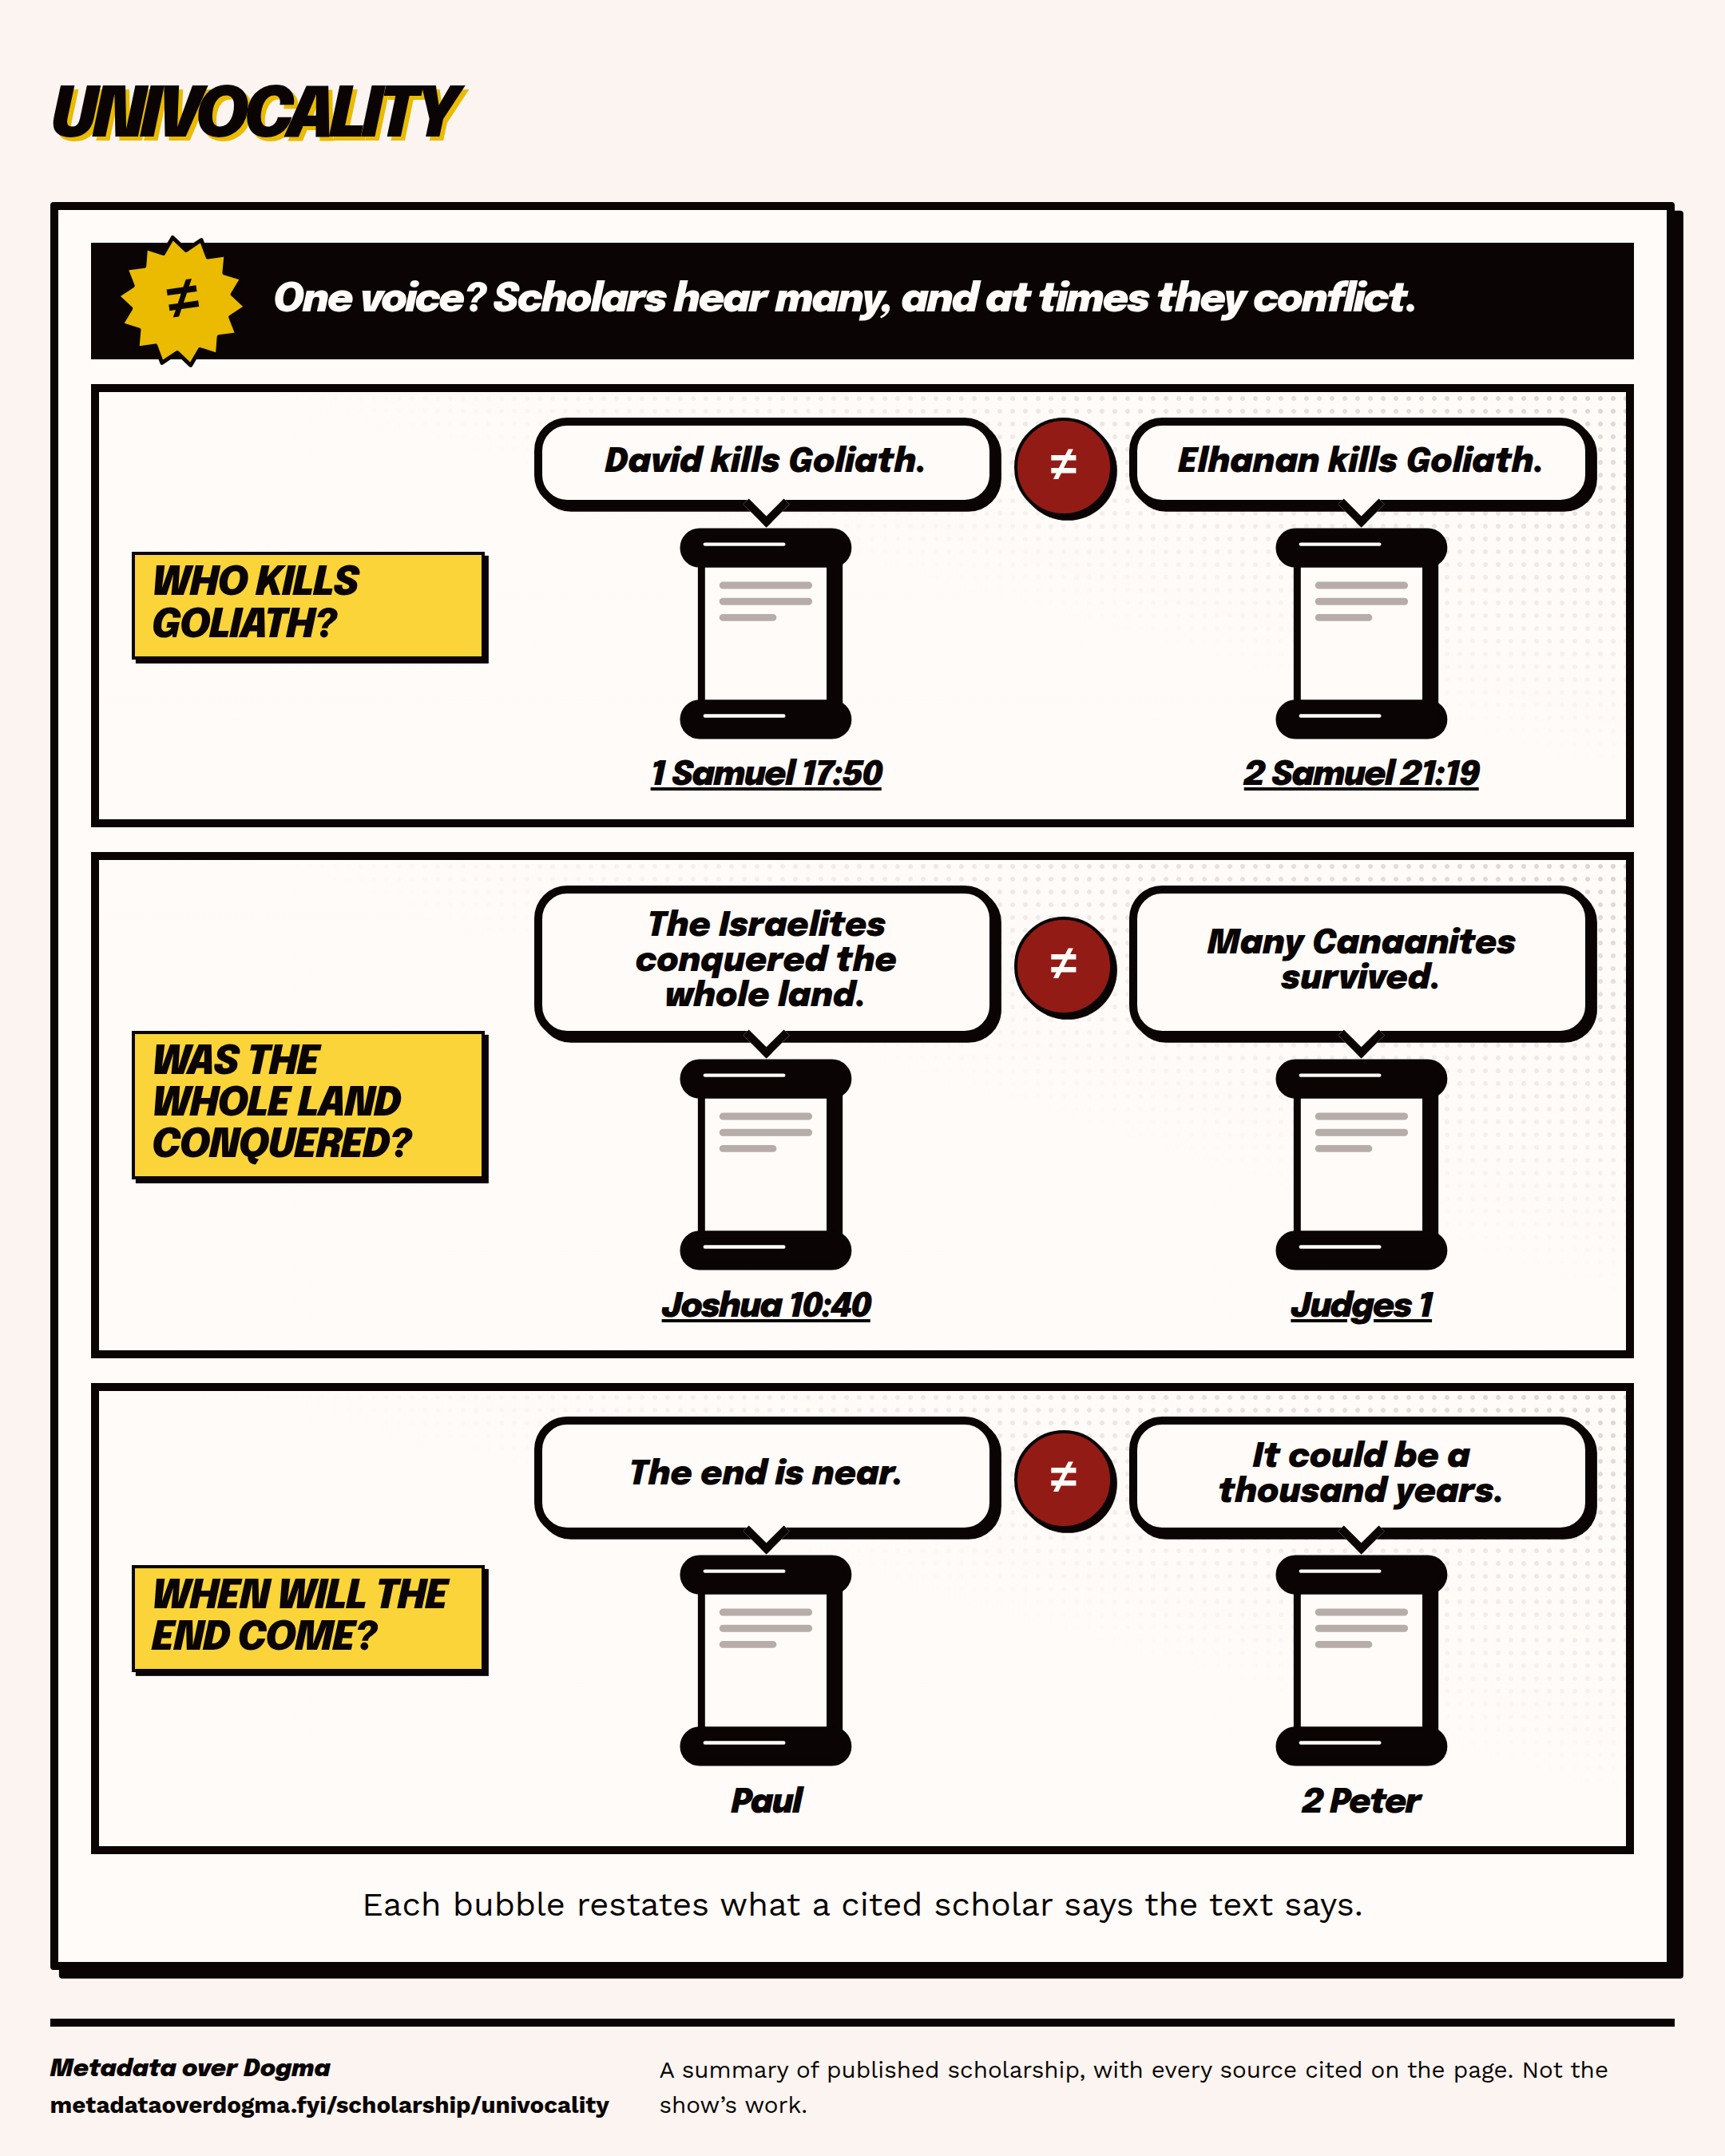 UNIVOCALITY
≠
One voice? Scholars hear many, and at times they conflict.
WHO KILLS
GOLIATH?
David kills Goliath.
≠
Elhanan kills Goliath.
1 Samuel 17:50
2 Samuel 21:19
WAS THE
WHOLE LAND
CONQUERED?
The Israelites
conquered the
whole land.
≠
Many Canaanites
survived.
Joshua 10:40
Judges 1
WHEN WILL THE
END COME?
The end is near.
≠
It could be a
thousand years.
Paul
2 Peter
Each bubble restates what a cited scholar says the text says.
Metadata over Dogma
metadataoverdogma.fyi/scholarship/univocality
A summary of published scholarship, with every source cited on the page. Not the
show’s work.